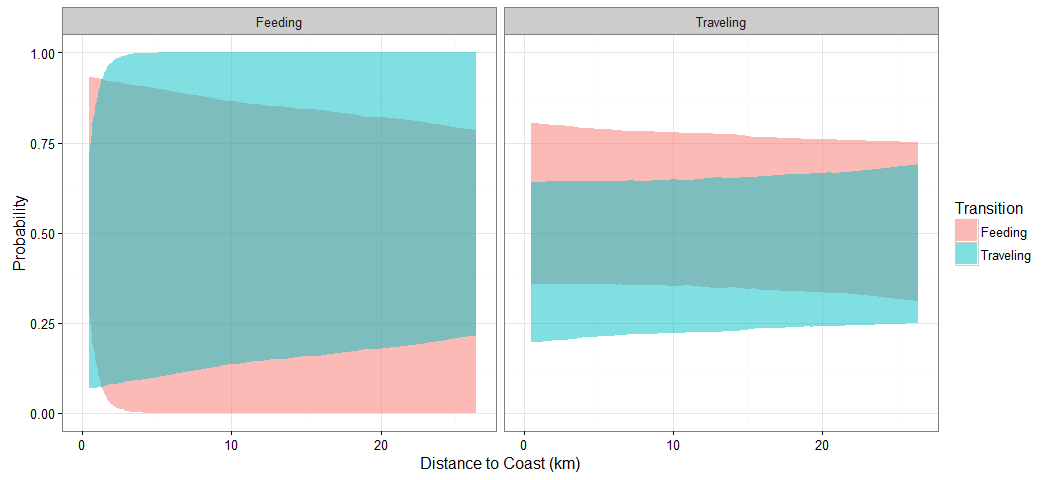 Feeding
Traveling
1.00
0.75
0.50
0.25
0.00
Probability
0
10
20
0
10
20
Distance to Coast (km)
Transition
Feeding
Traveling